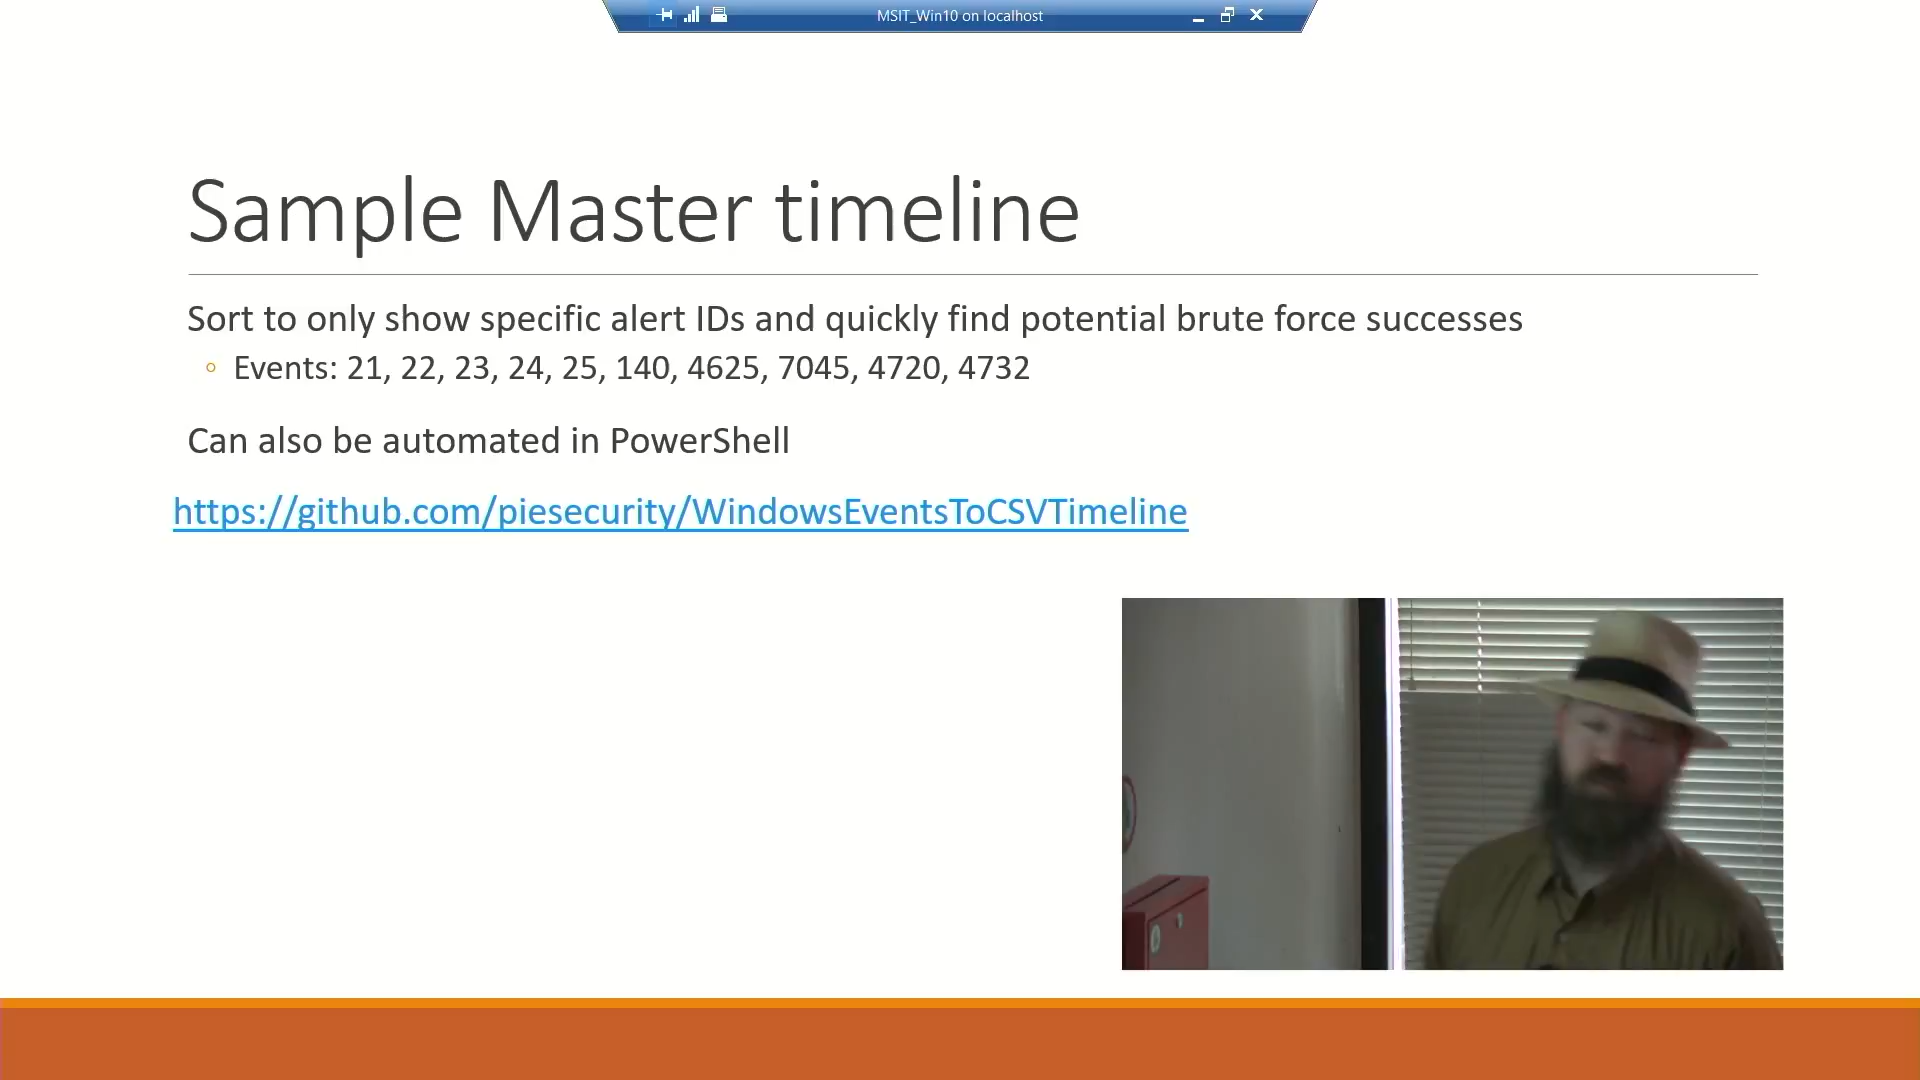 MSIT_Win10 on localhost
Sample Master timeline
Sort to only show specific alert IDs and quickly find potential brute force successes
Events: 21, 22, 23, 24, 25, 140, 4625, 7045, 4720, 4732
Can also be automated in PowerShell
https://github.com/piesecurity/WindowsEventsToCSVTimeline